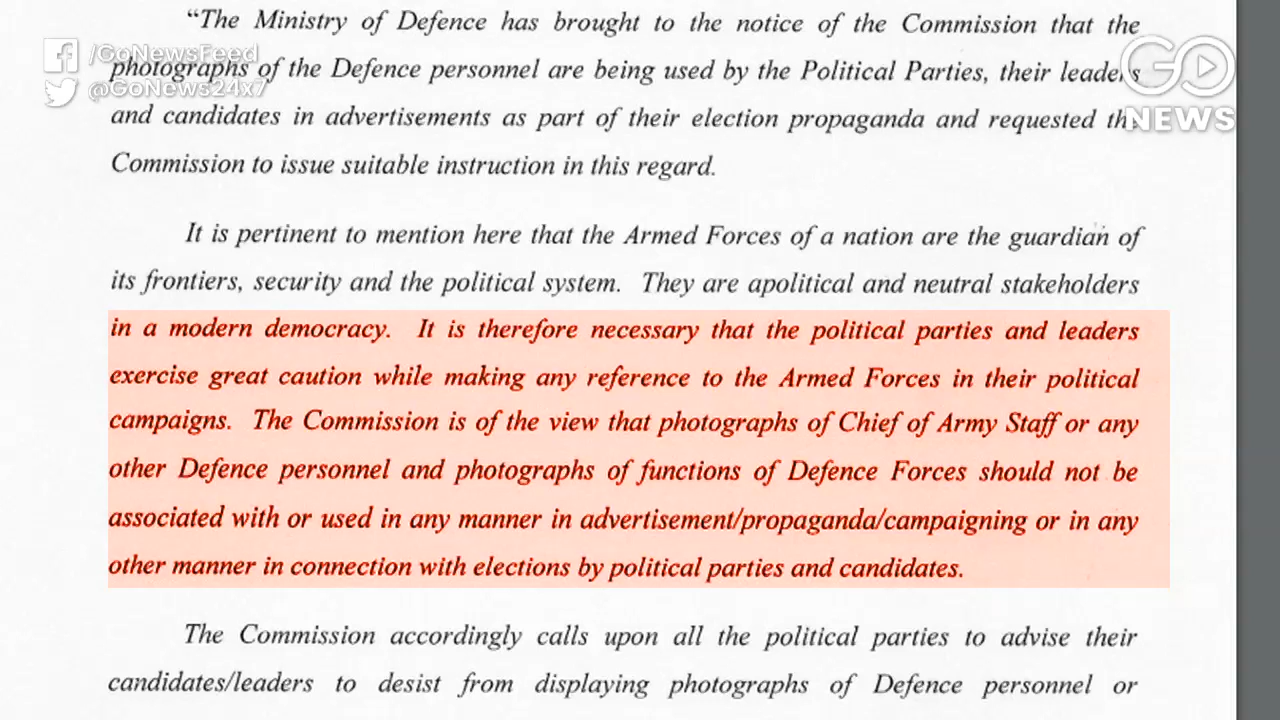 “The Ministry of Defence has brought to the notice of the Commission that the
/GoNewsFeed
photographs of the Defence personnel are being used by the Political Parties, their leaders
@GoNews24x7
GO
and candidates in advertisements as part of their election propaganda and requested the
NEWS
Commission to issue suitable instruction in this regard.
It is pertinent to mention here that the Armed Forces of a nation are the guardian of
its frontiers, security and the political system. They are apolitical and neutral stakeholders
in a modern democracy. It is therefore necessary that the political parties and leaders
exercise great caution while making any reference to the Armed Forces in their political
campaigns. The Commission is of the view that photographs of Chief of Army Staff or any
other Defence personnel and photographs of functions of Defence Forces should not be
associated with or used in any manner in advertisement/propaganda/campaigning or in any
other manner in connection with elections by political parties and candidates.
The Commission accordingly calls upon all the political parties to advise their
candidates/leaders to desist from displaying photographs of Defence personnel or